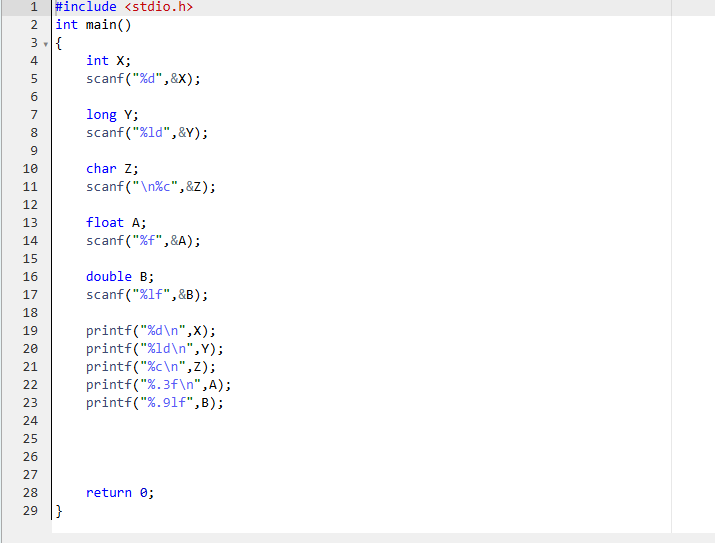 1 #include <stdio.h>
2 int main()
3 {
4 int X;
5 scanf("%d",&X);
6
7 long Y;
8 scanf("%ld",&Y);
9
10 char Z;
11 scanf("\n%c",&Z);
12
13 float A;
14 scanf("%f",&A);
15
16 double B;
17 scanf("%lf",&B);
18
19 printf("%d\n",X);
20 printf("%ld\n",Y);
21 printf("%c\n",Z);
22 printf("%.3f\n",A);
23 printf("%.9lf",B);
24
25
26
27
28 return 0;
29 }